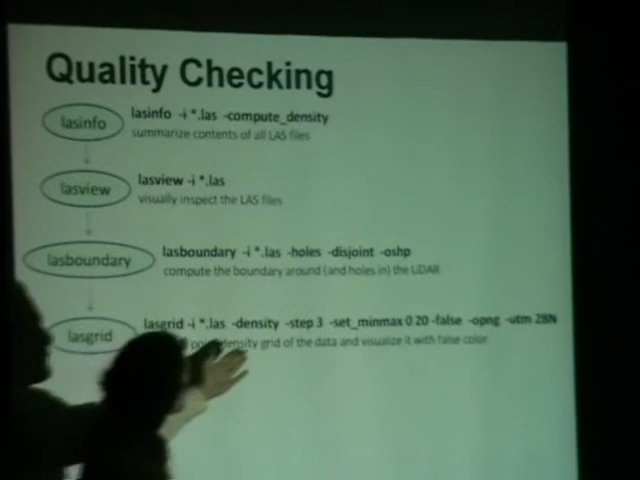 Quality Checking
lasinfo
lasinfo -i *.las -compute_density
summarize contents of all LAS files
lasview
lasview -i *.las
visually inspect the LAS files
lasboundary
lasboundary -i *.las -holes -disjoint -oshp
compute the boundary around (and holes in) the LiDAR
lasgrid
lasgrid -i *.las -density -step 3 -set_minmax 0 20 -false -opng -utm 28N
density grid of the data and visualize it with false color